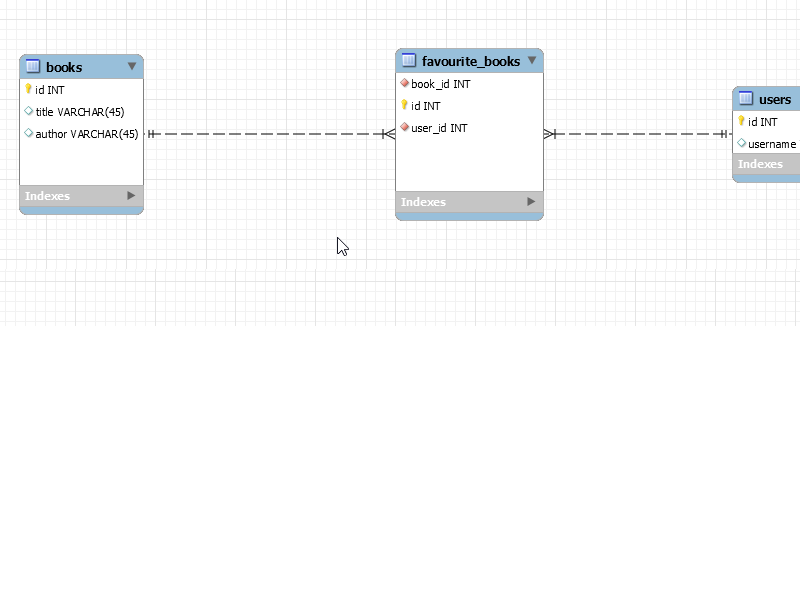 books
id INT
title VARCHAR(45)
author VARCHAR(45)
Indexes
favourite_books
book_id INT
id INT
user_id INT
Indexes
users
id INT
username
Indexes